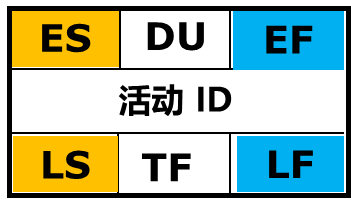 ES DU EF
活动 ID
LS TF LF